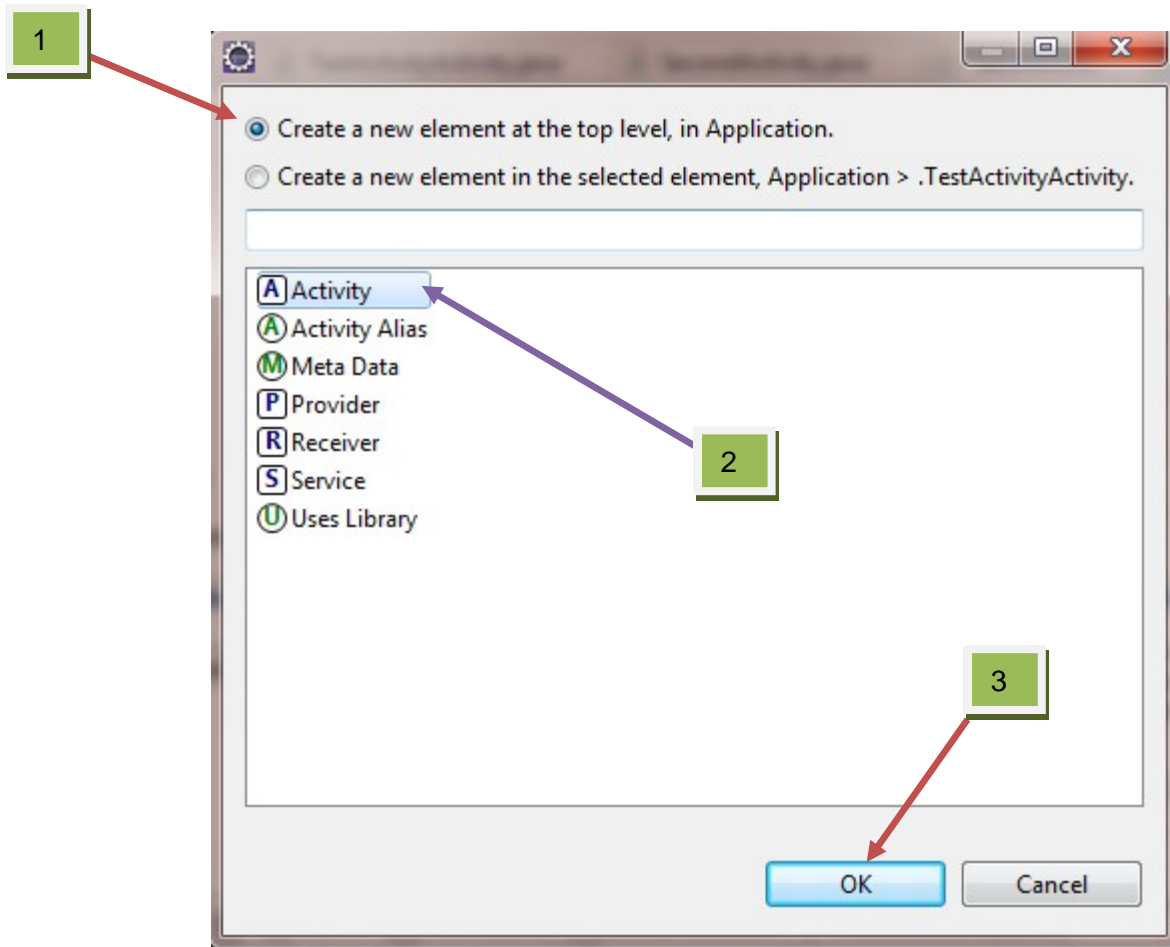 1
Create a new element at the top level, in Application.
Create a new element in the selected element, Application > .TestActivityActivity.
A Activity
A Activity Alias
M Meta Data
P Provider
R Receiver
S Service
U Uses Library
2
3
OK Cancel